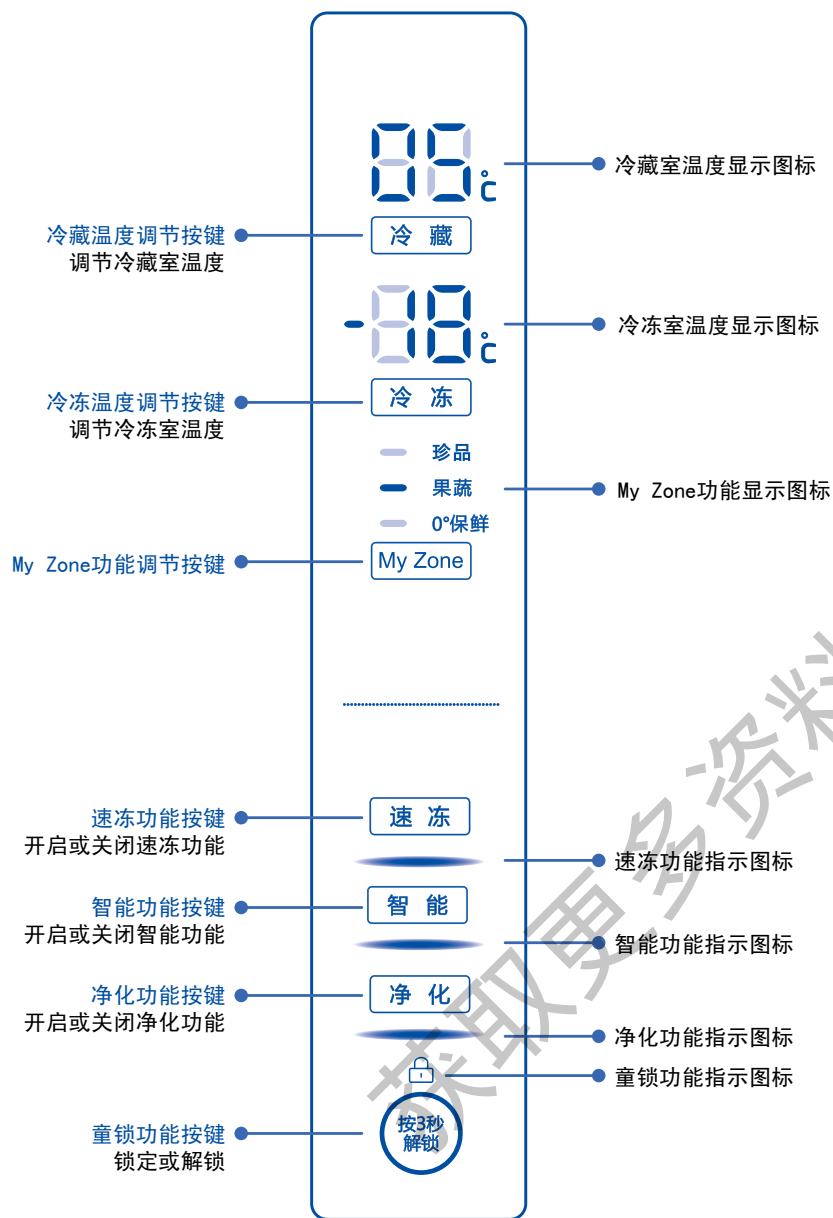 05℃
冷藏室温度显示图标
冷藏温度调节按键
冷 藏
调节冷藏室温度
-18℃
冷冻室温度显示图标
冷冻温度调节按键
冷 冻
调节冷冻室温度
珍品
果蔬
My Zone功能显示图标
0°保鲜
My Zone功能调节按键
My Zone
速冻功能按键
速 冻
开启或关闭速冻功能
速冻功能指示图标
智能功能按键
智 能
开启或关闭智能功能
智能功能指示图标
净化功能按键
净 化
开启或关闭净化功能
净化功能指示图标
童锁功能指示图标
童锁功能按键
按3秒
解锁
锁定或解锁
获取更多资料